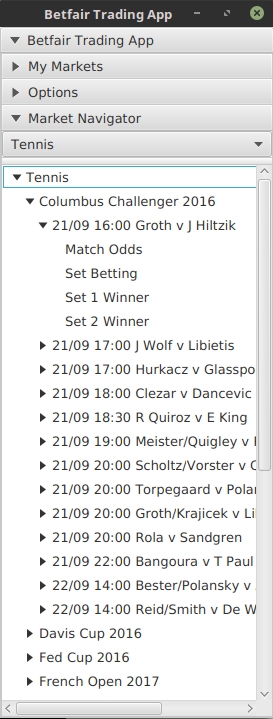 Betfair Trading App
Betfair Trading App
My Markets
Options
Market Navigator
Tennis
Tennis
Columbus Challenger 2016
21/09 16:00 Groth v J Hiltzik
Match Odds
Set Betting
Set 1 Winner
Set 2 Winner
21/09 17:00 J Wolf v Libietis
21/09 17:00 Hurkacz v Glaspo
21/09 18:00 Clezar v Dancevic
21/09 18:30 R Quiroz v E King
21/09 19:00 Meister/Quigley v
21/09 20:00 Scholtz/Vorster v
21/09 20:00 Torpegaard v Pola
21/09 20:00 Groth/Krajicek v Li
21/09 20:00 Rola v Sandgren
21/09 22:00 Bangoura v T Paul
22/09 14:00 Bester/Polansky v
22/09 14:00 Reid/Smith v De W
Davis Cup 2016
Fed Cup 2016
French Open 2017